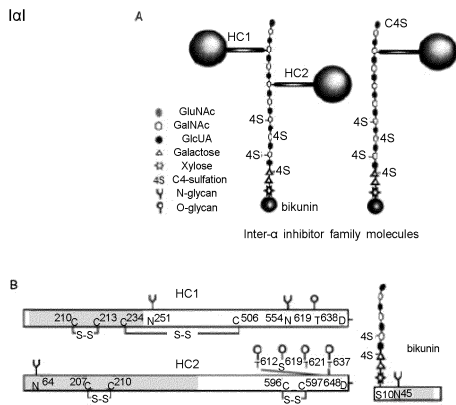 IαI
A
HC1
HC2
C4S
4S
4S
4S
4S
4S
4S
4S
4S
GluNAc
GalNAc
GlcUA
Galactose
Xylose
4S C4-sulfation
N-glycan
O-glycan
bikunin
Inter-α inhibitor family molecules
B
HC1
210 C C 213 C 234 N 251 C 506 554 N 619 T 638 D
S-S
S-S
HC2
N 64 207 C C 210 T 612 S 619 T 621 T 637 596 C C 597 648 D
S-S
S-S
4S
4S
bikunin
S10 N45